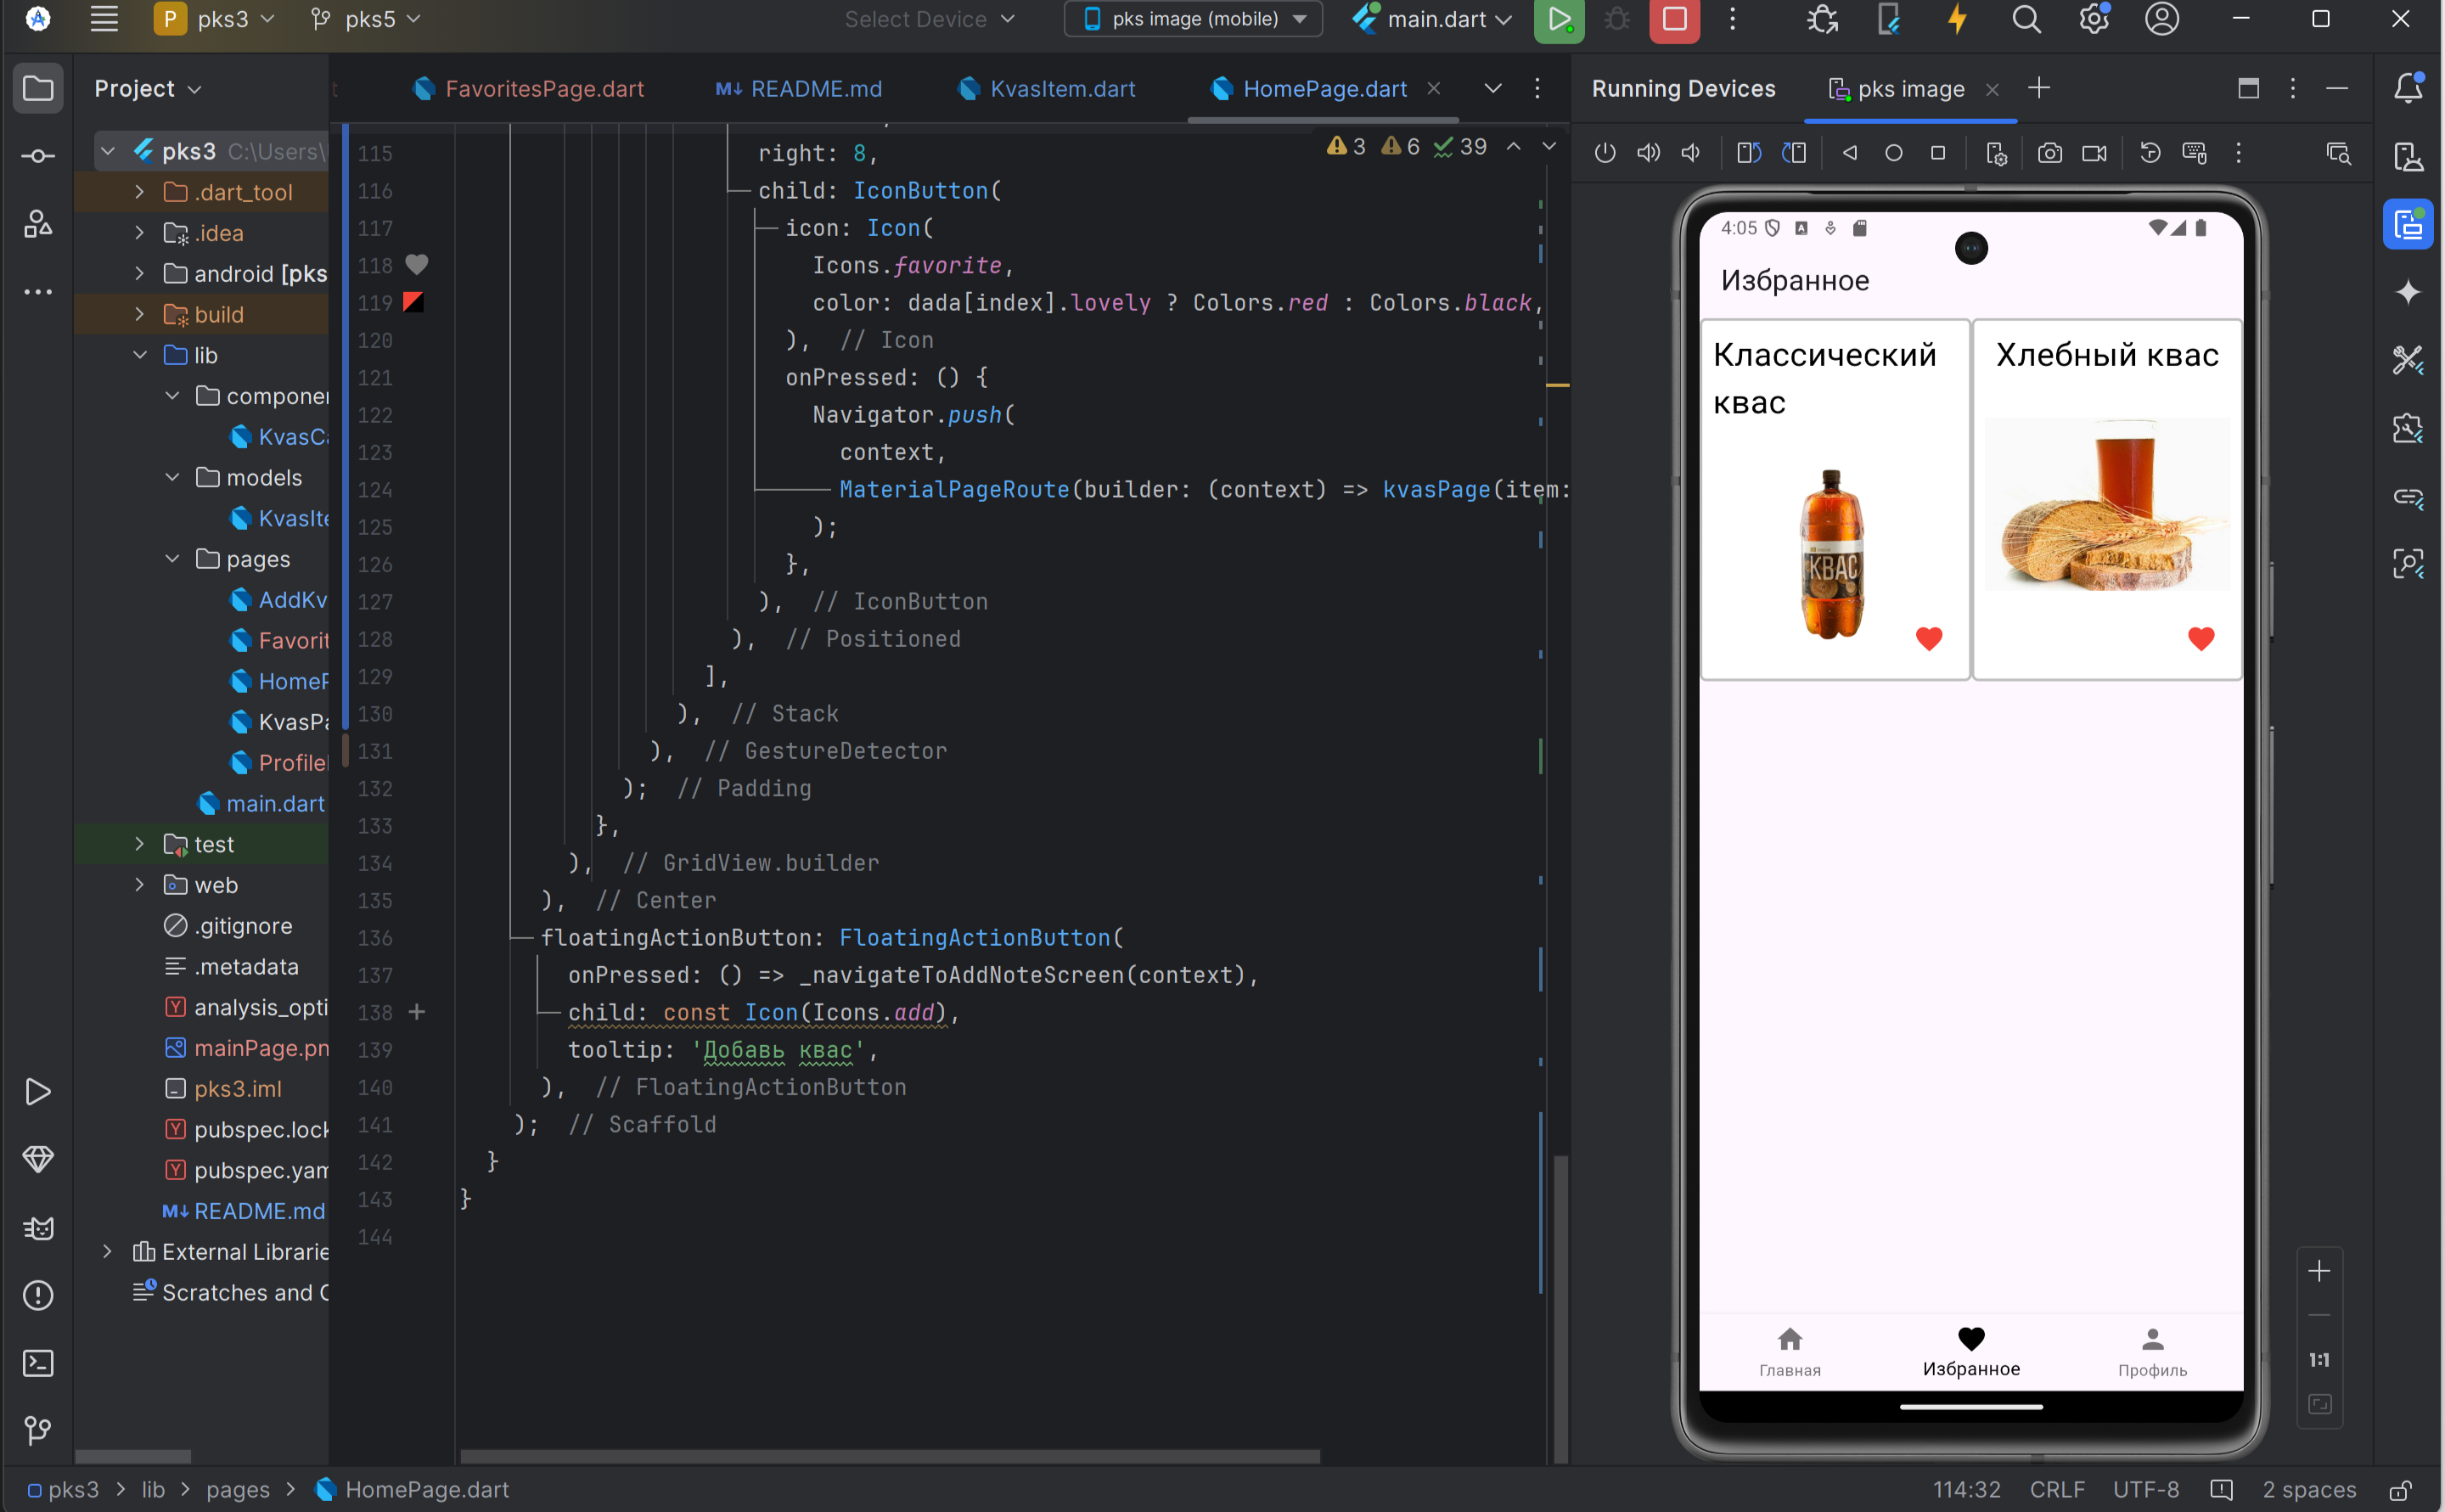 P pks3 pks5 Select Device pks image (mobile) main.dart
Project
FavoritesPage.dart README.md KvasItem.dart HomePage.dart
Running Devices pks image
pks3 C:\Users\
.dart_tool
.idea
android [pks
build
lib
componen
KvasCa
models
KvasIte
pages
AddKv
Favorit
HomeP
KvasPa
Profile
main.dart
test
web
.gitignore
.metadata
analysis_opti
mainPage.pn
pks3.iml
pubspec.lock
pubspec.yam
README.md
External Librarie
Scratches and C
3 6 39
115 right: 8,
116 child: IconButton(
117 icon: Icon(
118 Icons.favorite,
119 color: dada[index].lovely ? Colors.red : Colors.black,
120 ), // Icon
121 onPressed: () {
122 Navigator.push(
123 context,
124 MaterialPageRoute(builder: (context) => kvasPage(item:
125 );
126 },
127 ), // IconButton
128 ), // Positioned
129 ],
130 ), // Stack
131 ), // GestureDetector
132 ); // Padding
133 },
134 ), // GridView.builder
135 ), // Center
136 floatingActionButton: FloatingActionButton(
137 onPressed: () => _navigateToAddNoteScreen(context),
138 child: const Icon(Icons.add),
139 tooltip: 'Добавь квас',
140 ), // FloatingActionButton
141 ); // Scaffold
142 }
143 }
144
4:05
Избранное
Классический
квас
КВАС
Хлебный квас
Главная Избранное Профиль
1:1
pks3 > lib > pages > HomePage.dart
114:32 CRLF UTF-8 2 spaces